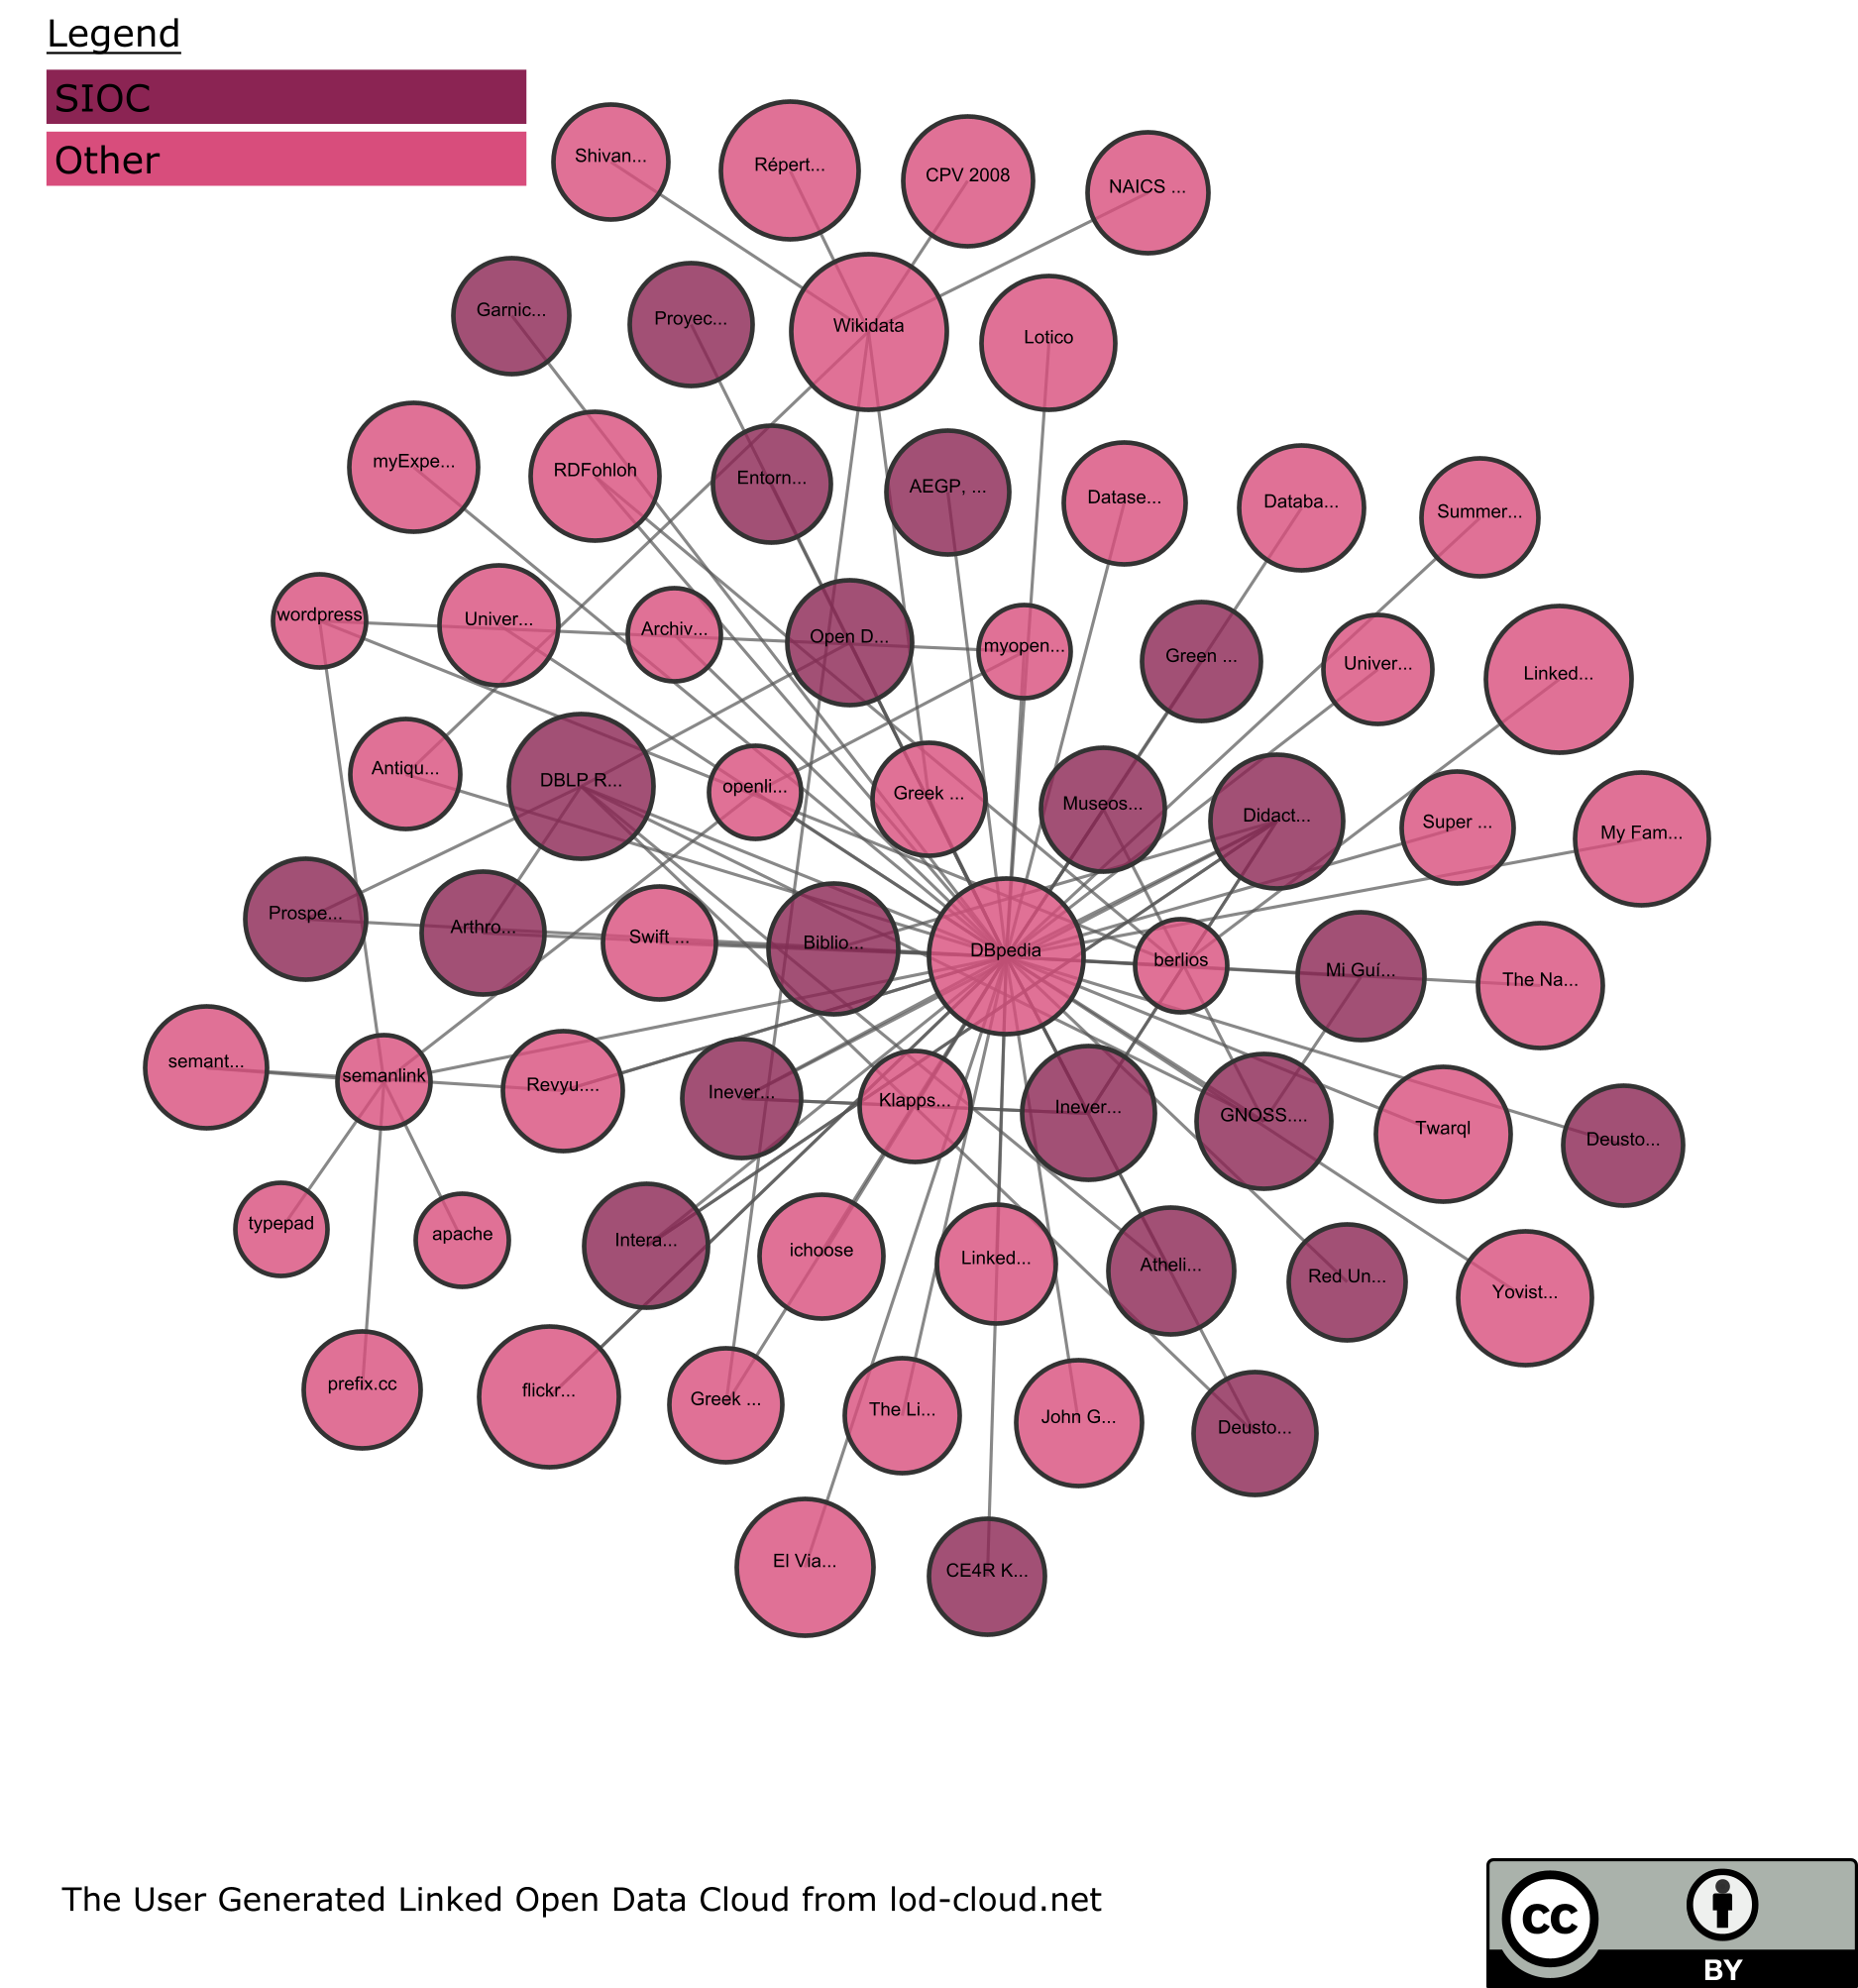 Legend
SIOC
Other
Shivan...
Répert...
CPV 2008
NAICS ...
Garnic...
Proyec...
Wikidata
Lotico
myExpe...
RDFohloh
Entorn...
AEGP, ...
Datase...
Databa...
Summer...
wordpress
Univer...
Archiv...
Open D...
myopen...
Green ...
Univer...
Linked...
Antiqu...
DBLP R...
openli...
Greek ...
Museos...
Didact...
Super ...
My Fam...
Prospe...
Arthro...
Swift ...
Biblio...
DBpedia
berlios
Mi Guí...
The Na...
semant...
semanlink
Revyu....
Inever...
Klapps...
Inever...
GNOSS....
Twarql
Deusto...
typepad
apache
Intera...
ichoose
Linked...
Atheli...
Red Un...
Yovist...
prefix.cc
flickr...
Greek ...
The Li...
John G...
Deusto...
El Via...
CE4R K...
The User Generated Linked Open Data Cloud from lod-cloud.net
cc
BY